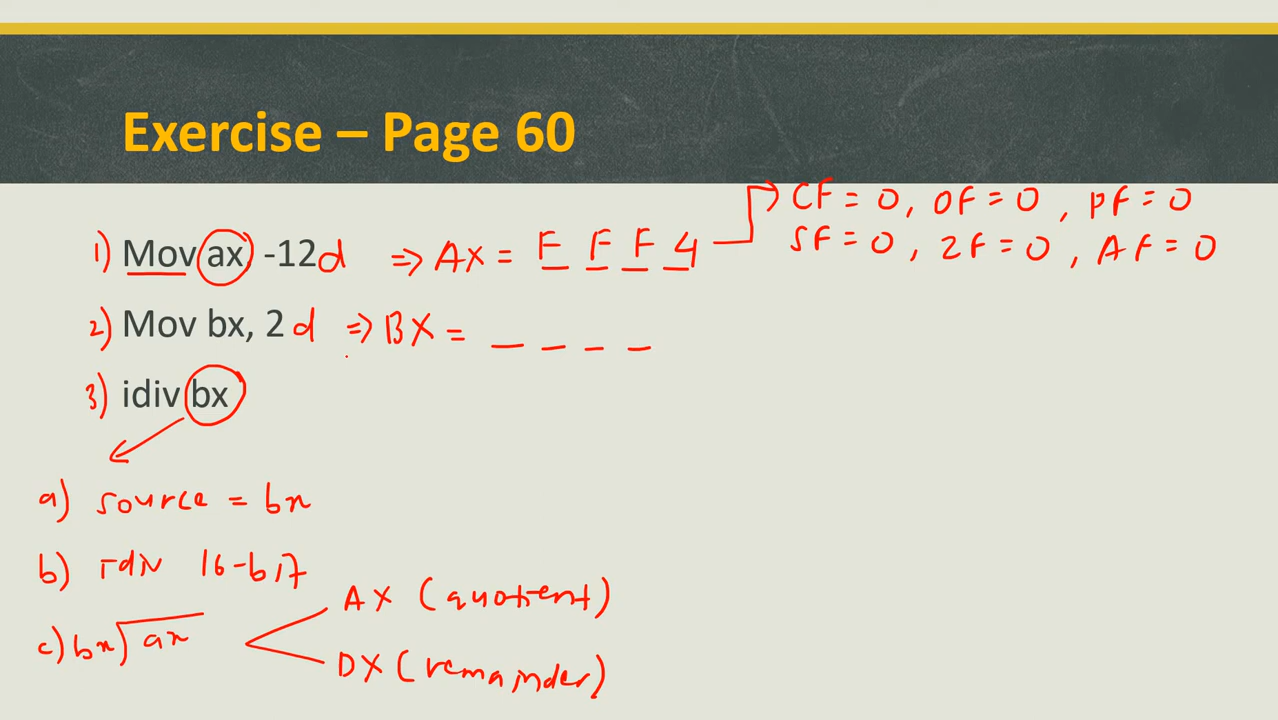 Exercise – Page 60
CF = 0, OF = 0, PF = 0
SF = 0, ZF = 0, AF = 0
1) Mov ax, -12d ⇒ AX = F F F 4
2) Mov bx, 2d ⇒ BX = _ _ _ _
3) idiv bx
a) source = bx
b) idiv 16-bit
c) bx) ax
AX (quotient)
DX (remainder)